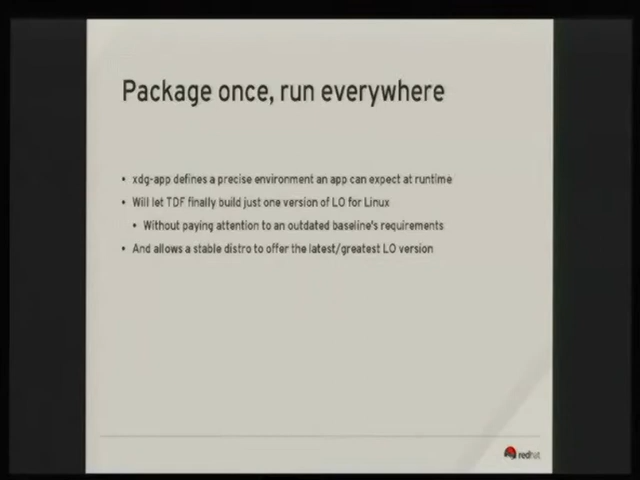 Package once, run everywhere
• xdg-app defines a precise environment an app can expect at runtime
• Will let TDF finally build just one version of LO for Linux
• Without paying attention to an outdated baseline's requirements
• And allows a stable distro to offer the latest/greatest LO version
redhat